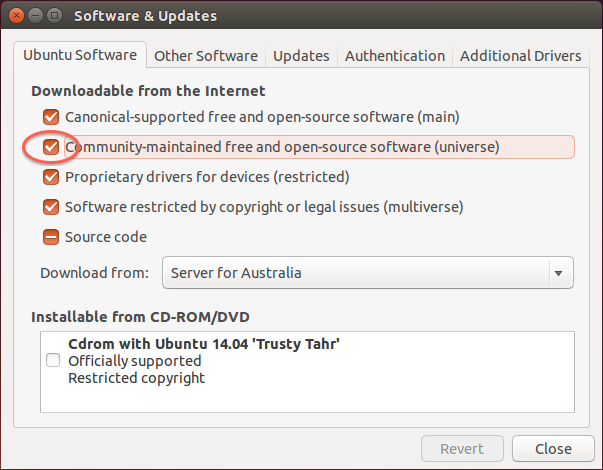 Software & Updates
Ubuntu Software
Other Software
Updates
Authentication
Additional Drivers
Downloadable from the Internet
Canonical-supported free and open-source software (main)
Community-maintained free and open-source software (universe)
Proprietary drivers for devices (restricted)
Software restricted by copyright or legal issues (multiverse)
Source code
Download from: Server for Australia
Installable from CD-ROM/DVD
Cdrom with Ubuntu 14.04 'Trusty Tahr'
Officially supported
Restricted copyright
Revert
Close